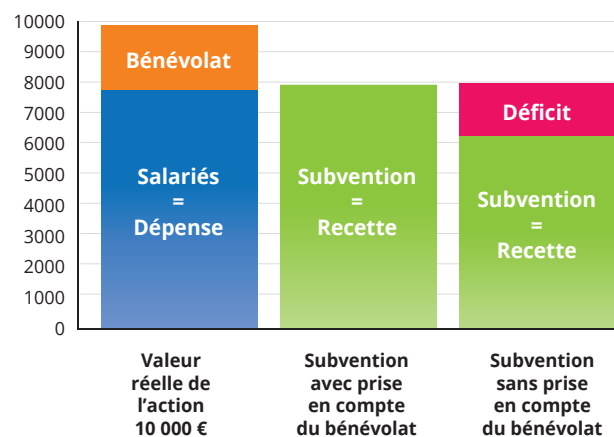 10000
9000
8000
7000
6000
5000
4000
3000
2000
1000
0
Bénévolat
Salariés
=
Dépense
Subvention
=
Recette
Déficit
Subvention
=
Recette
Valeur
réelle de
l’action
10 000 €
Subvention
avec prise
en compte
du bénévolat
Subvention
sans prise
en compte
du bénévolat